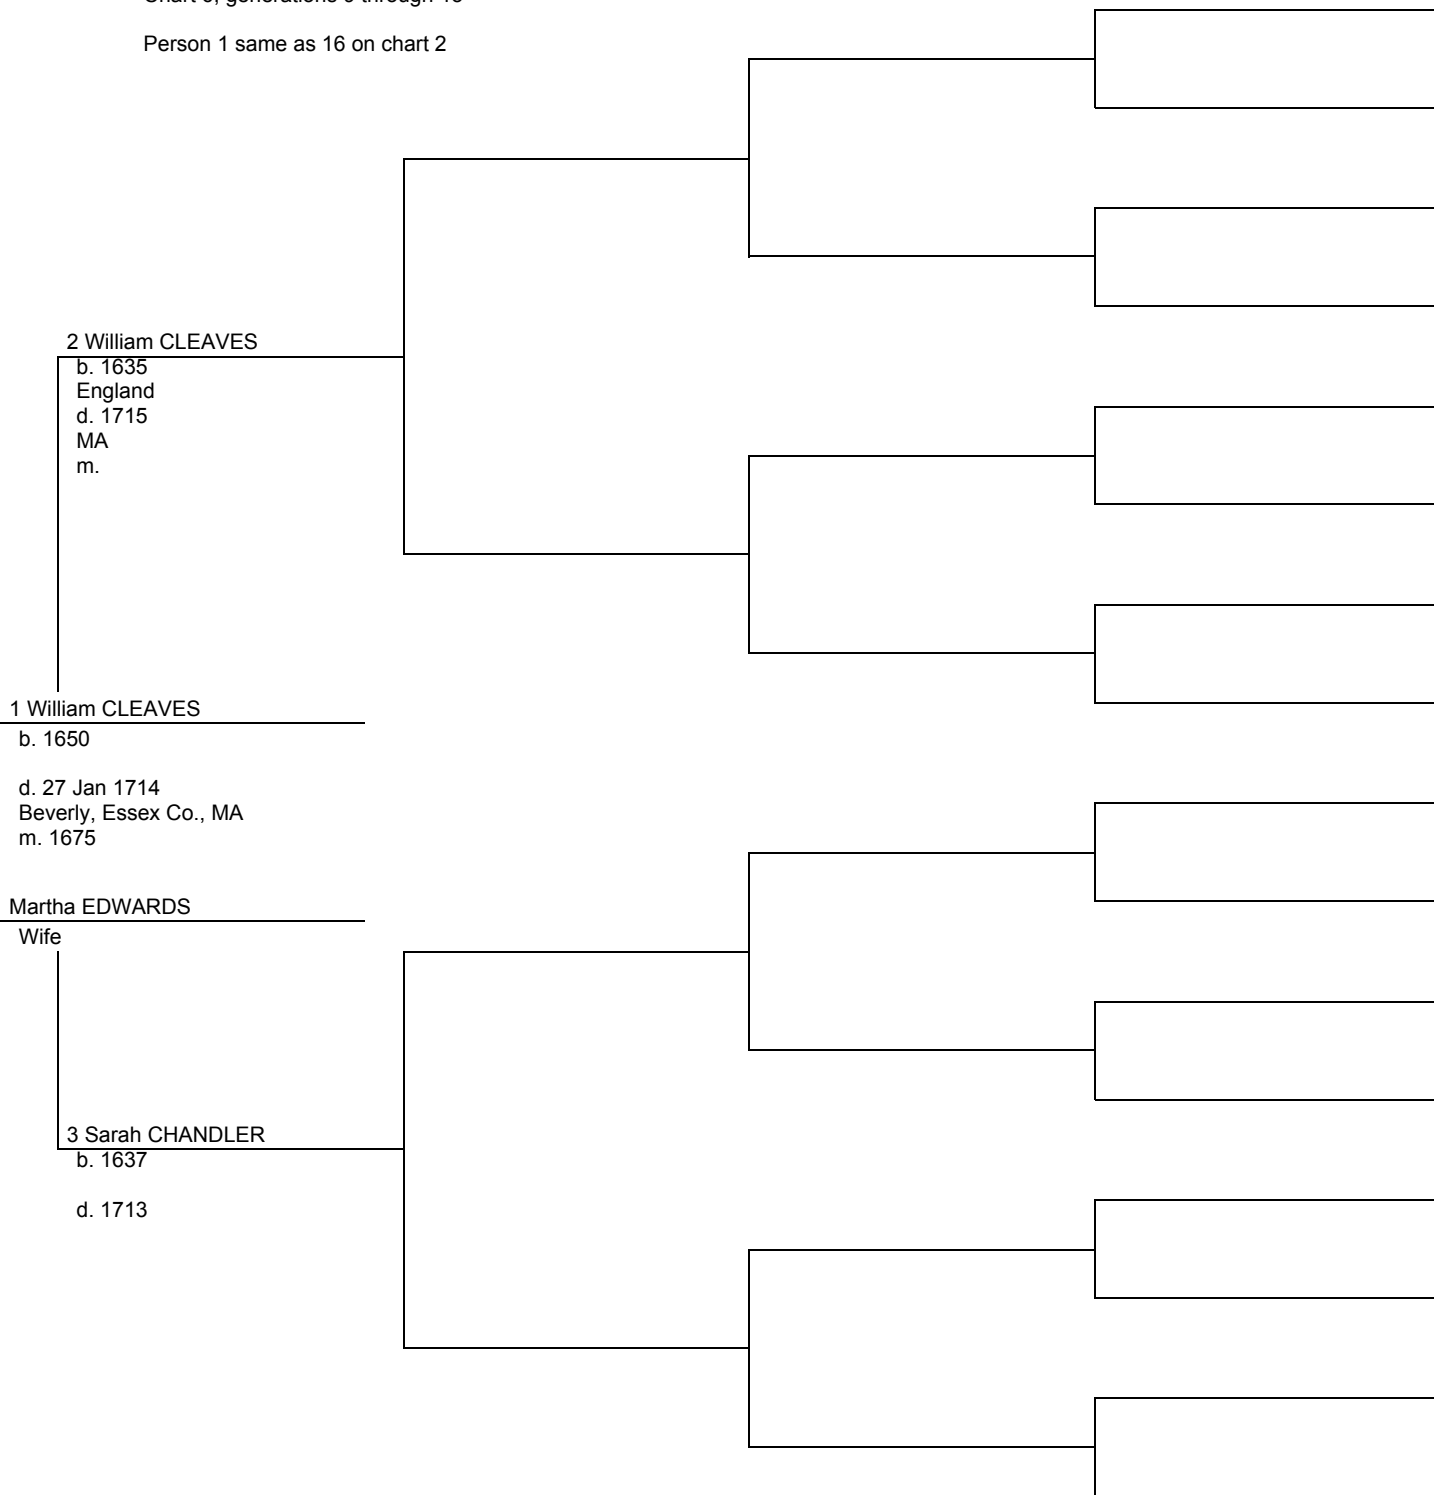 Person 1 same as 16 on chart 2
2 William CLEAVES
b. 1635
England
d. 1715
MA
m.
1 William CLEAVES
b. 1650
d. 27 Jan 1714
Beverly, Essex Co., MA
m. 1675
Martha EDWARDS
Wife
3 Sarah CHANDLER
b. 1637
d. 1713